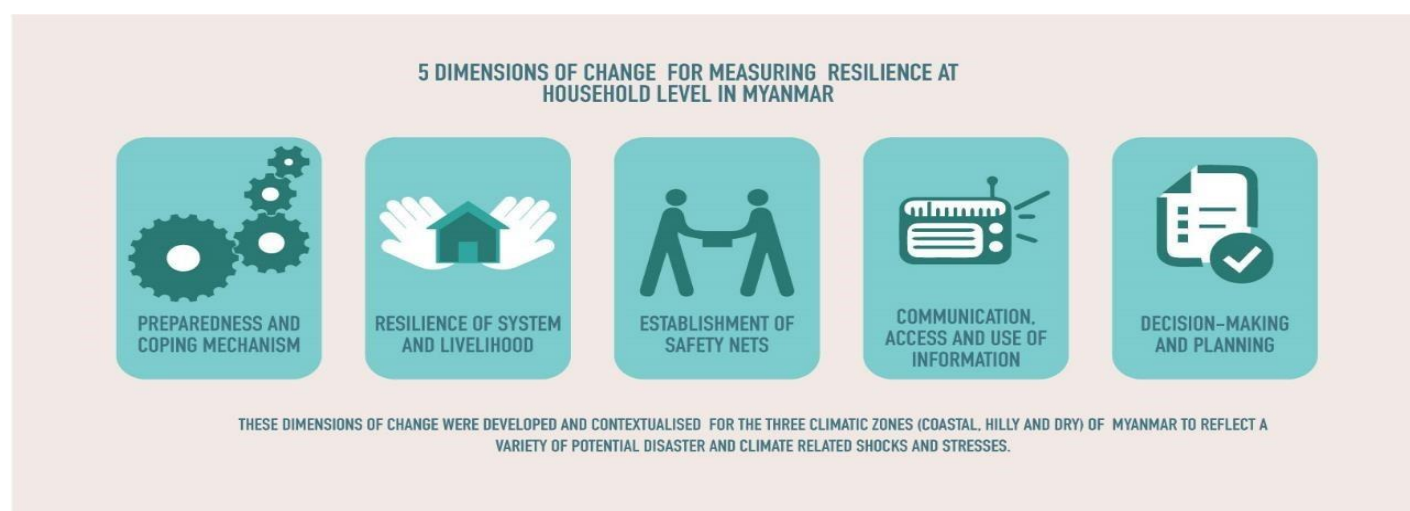 5 DIMENSIONS OF CHANGE FOR MEASURING RESILIENCE AT
HOUSEHOLD LEVEL IN MYANMAR
PREPAREDNESS AND
COPING MECHANISM
RESILIENCE OF SYSTEM
AND LIVELIHOOD
ESTABLISHMENT OF
SAFETY NETS
COMMUNICATION,
ACCESS AND USE OF
INFORMATION
DECISION-MAKING
AND PLANNING
THESE DIMENSIONS OF CHANGE WERE DEVELOPED AND CONTEXTUALISED FOR THE THREE CLIMATIC ZONES (COASTAL, HILLY AND DRY) OF MYANMAR TO REFLECT A
VARIETY OF POTENTIAL DISASTER AND CLIMATE RELATED SHOCKS AND STRESSES.